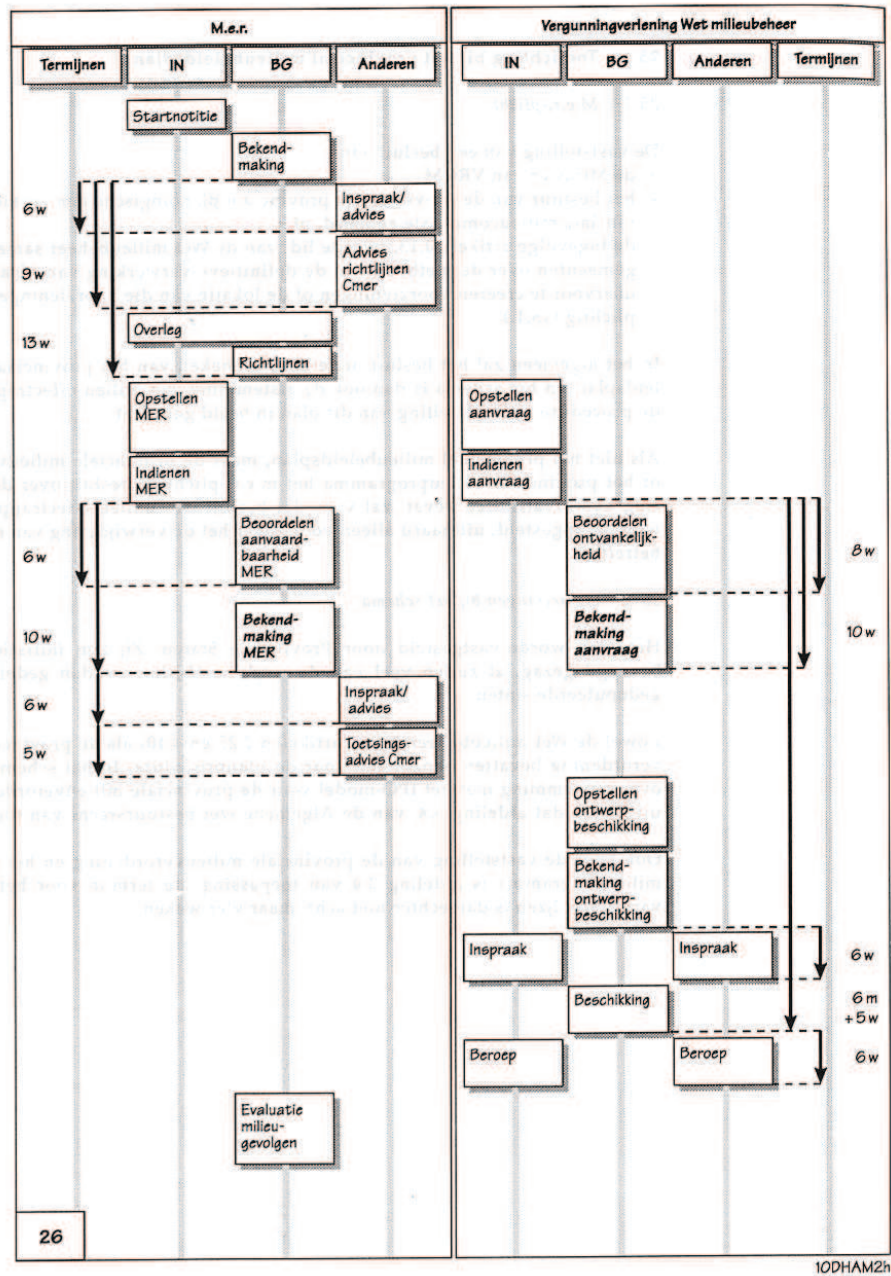 M.e.r.
Vergunningverlening Wet milieubeheer
Termijnen
IN
BG
Anderen
IN
BG
Anderen
Termijnen
Startnotitie
Bekend-
making
6 w
Inspraak/
advies
9 w
Advies
richtlijnen
Cmer
13 w
Overleg
Richtlijnen
Opstellen
MER
Opstellen
aanvraag
Indienen
MER
Indienen
aanvraag
6 w
Beoordelen
aanvaard-
baarheid
MER
Beoordelen
ontvankelijk-
heid
8 w
10 w
Bekend-
making
MER
Bekend-
making
aanvraag
10 w
6 w
Inspraak/
advies
5 w
Toetsings-
advies Cmer
Opstellen
ontwerp-
beschikking
Bekend
making
ontwerp-
beschikking
Inspraak
Inspraak
6 w
Beschikking
6 m
+ 5 w
Beroep
Beroep
6 w
Evaluatie
milieu-
gevolgen
26
10DHAM2h